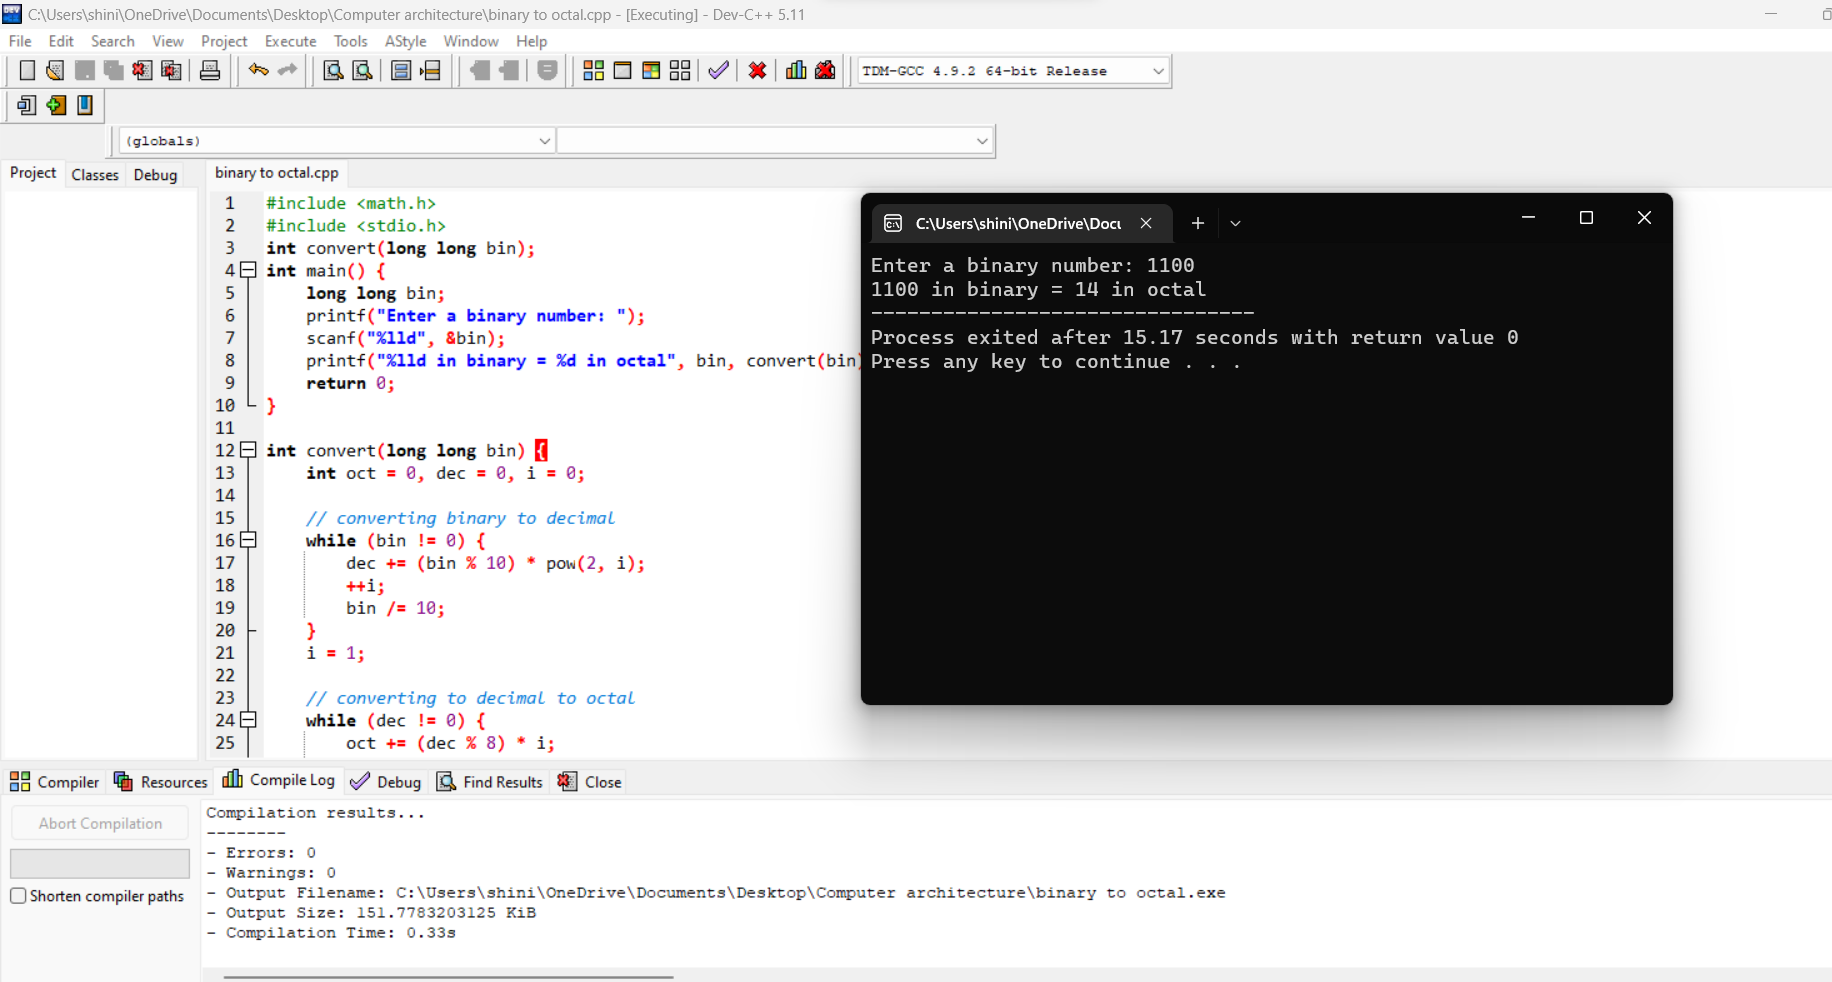 C:\Users\shini\OneDrive\Documents\Desktop\Computer architecture\binary to octal.cpp - [Executing] - Dev-C++ 5.11
File Edit Search View Project Execute Tools AStyle Window Help
TDM-GCC 4.9.2 64-bit Release
(globals)
Project Classes Debug
binary to octal.cpp
1 #include <math.h>
2 #include <stdio.h>
3 int convert(long long bin);
4 int main() {
5 long long bin;
6 printf("Enter a binary number: ");
7 scanf("%lld", &bin);
8 printf("%lld in binary = %d in octal", bin, convert(bin)
9 return 0;
10 }
11
12 int convert(long long bin) {
13 int oct = 0, dec = 0, i = 0;
14
15 // converting binary to decimal
16 while (bin != 0) {
17 dec += (bin % 10) * pow(2, i);
18 ++i;
19 bin /= 10;
20 }
21 i = 1;
22
23 // converting to decimal to octal
24 while (dec != 0) {
25 oct += (dec % 8) * i;
C:\Users\shini\OneDrive\Docu
Enter a binary number: 1100
1100 in binary = 14 in octal
--------------------------------
Process exited after 15.17 seconds with return value 0
Press any key to continue . . .
Compiler Resources Compile Log Debug Find Results Close
Abort Compilation
Shorten compiler paths
Compilation results...
--------
- Errors: 0
- Warnings: 0
- Output Filename: C:\Users\shini\OneDrive\Documents\Desktop\Computer architecture\binary to octal.exe
- Output Size: 151.7783203125 KiB
- Compilation Time: 0.33s